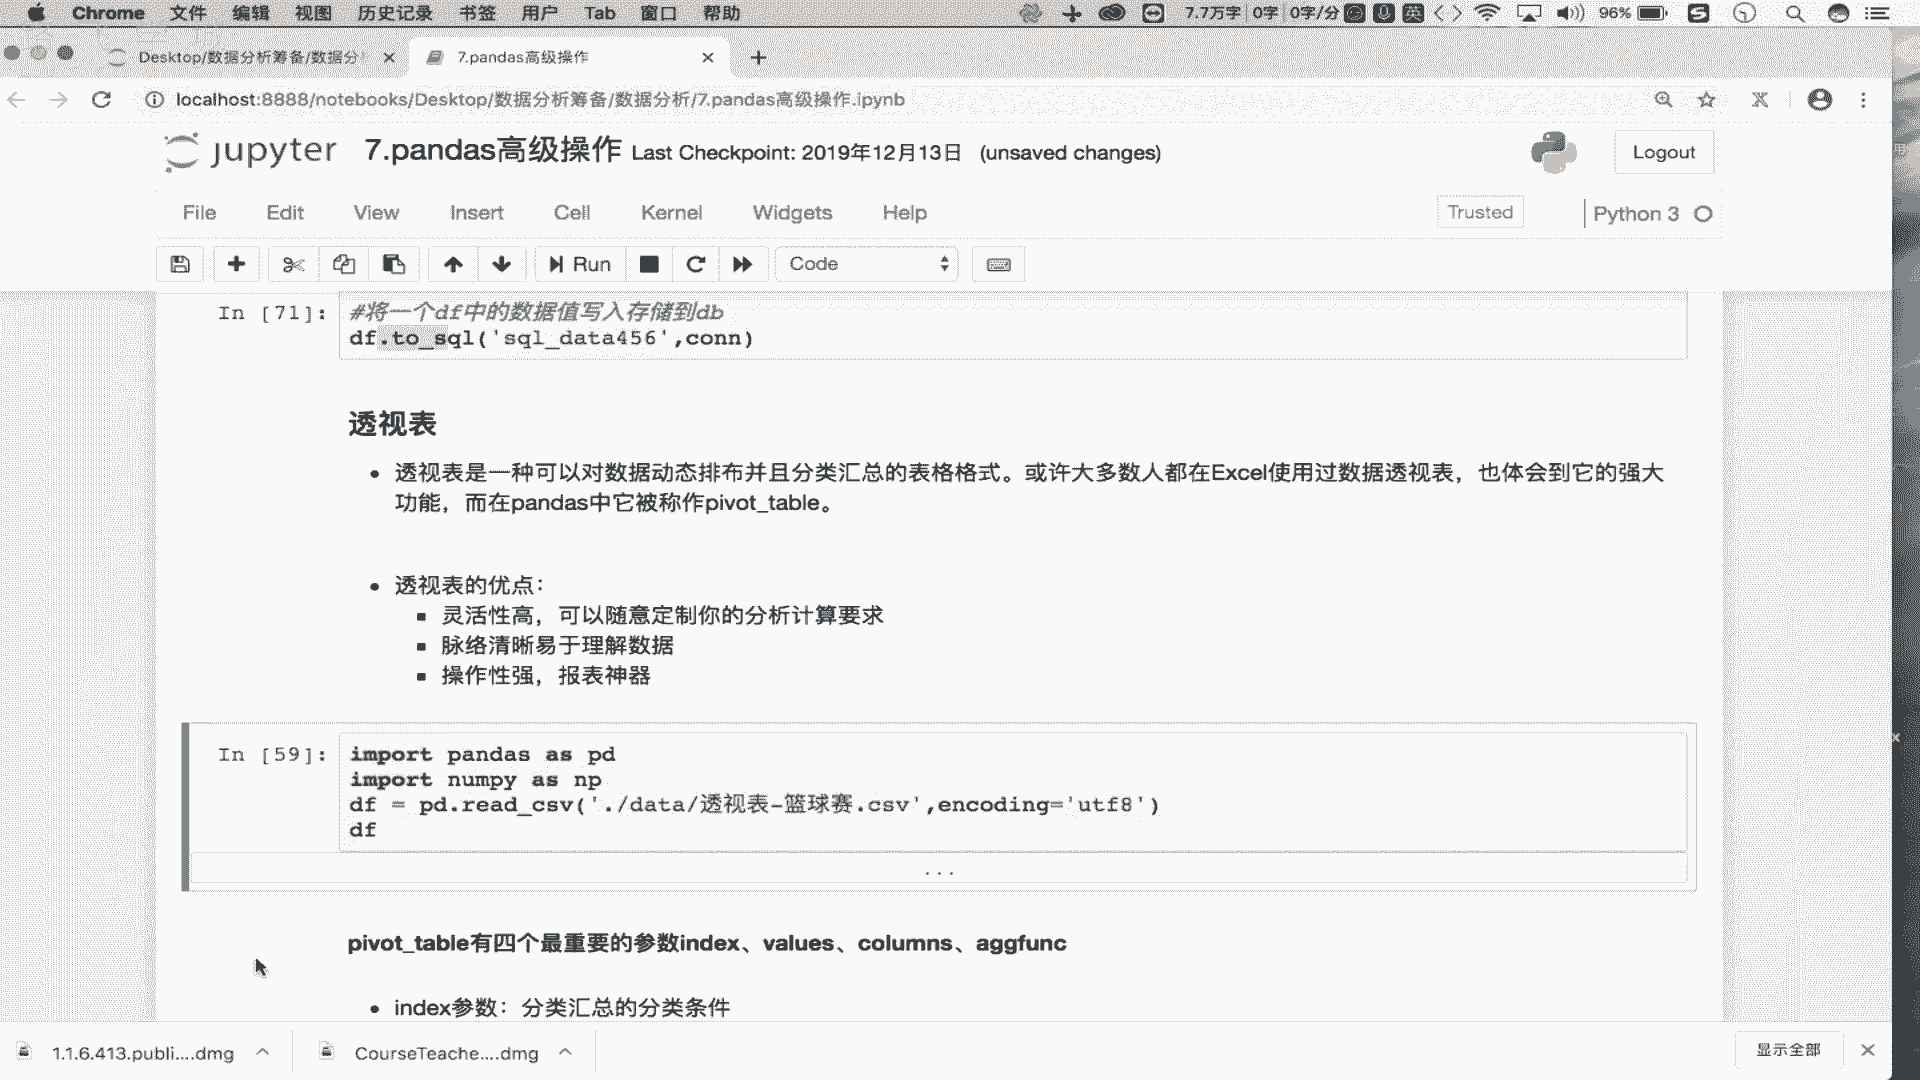 Chrome 文件 编辑 视图 历史记录 书签 用户 Tab 窗口 帮助 7.7万字 0字 0字/分 英 96%
Desktop/数据分析筹备/数据分 7.pandas高级操作
localhost:8888/notebooks/Desktop/数据分析筹备/数据分析/7.pandas高级操作.ipynb
jupyter 7.pandas高级操作 Last Checkpoint: 2019年12月13日 (unsaved changes) Logout
File Edit View Insert Cell Kernel Widgets Help Trusted Python 3
Run Code
In [71]: #将一个df中的数据值写入存储到db
df.to_sql('sql_data456',conn)
透视表
透视表是一种可以对数据动态排布并且分类汇总的表格格式。或许大多数人都在Excel使用过数据透视表，也体会到它的强大
功能，而在pandas中它被称作pivot_table。
透视表的优点：
灵活性高，可以随意定制你的分析计算要求
脉络清晰易于理解数据
操作性强，报表神器
In [59]: import pandas as pd
import numpy as np
df = pd.read_csv('./data/透视表-篮球赛.csv',encoding='utf8')
df
...
pivot_table有四个最重要的参数index、values、columns、aggfunc
index参数：分类汇总的分类条件
1.1.6.413.publi....dmg CourseTeache....dmg 显示全部